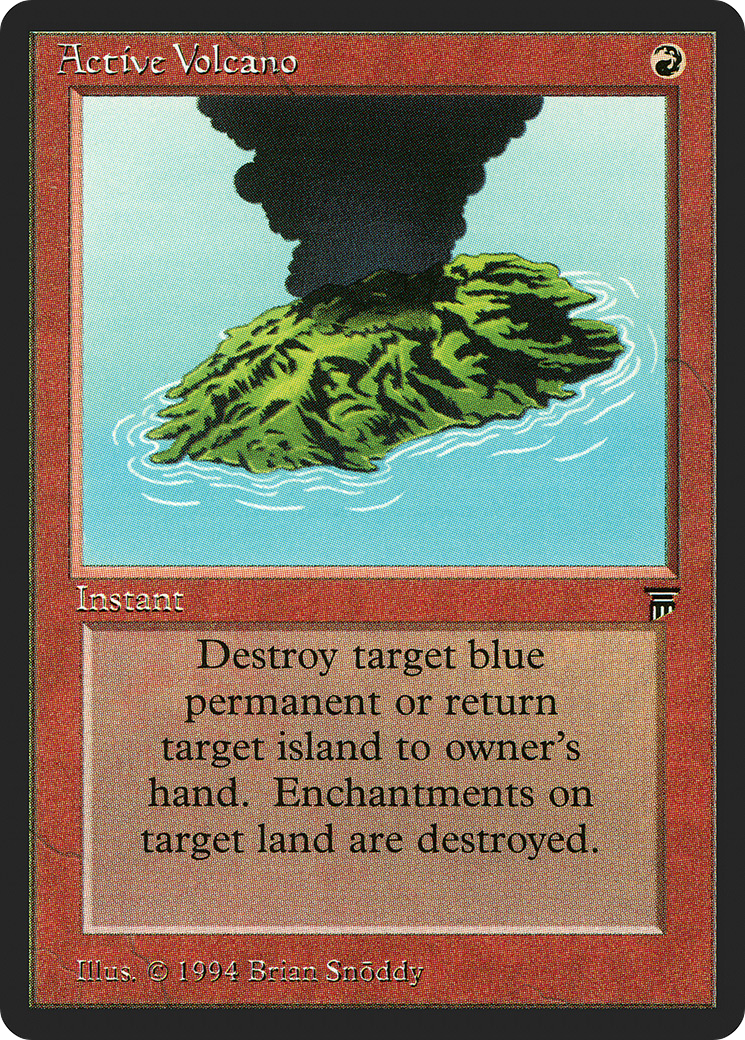 Active Volcano
Instant
Destroy target blue
permanent or return
target island to owner's
hand.  Enchantments on
target land are destroyed.
Illus. © 1994 Brian Snōddy